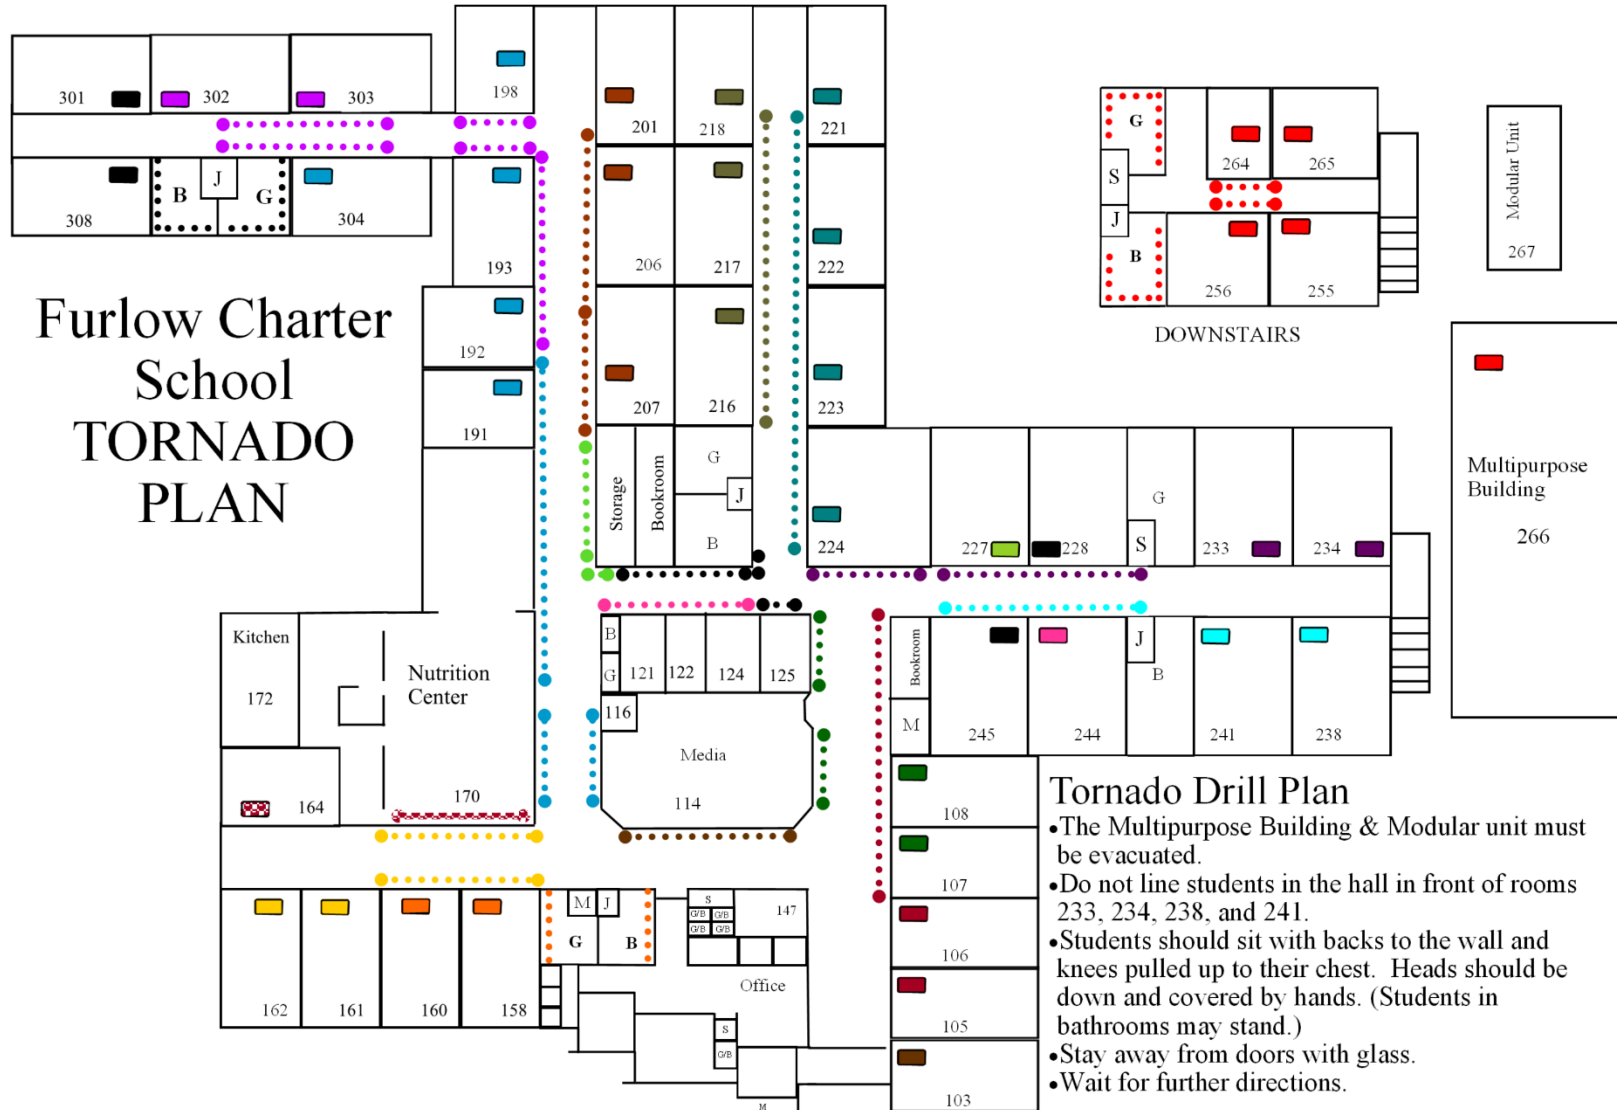 198
301
302
303
201
218
221
G
264
265
Modular Unit
267
S
J
B
256
255
DOWNSTAIRS
308
B
J
G
304
193
206
217
222
Furlow Charter
School
TORNADO
PLAN
192
191
207
216
223
Storage
Bookroom
G
J
B
224
227
228
G
S
233
234
Multipurpose
Building
266
Kitchen
172
Nutrition
Center
B
G
121
122
124
125
116
Media
114
Bookroom
M
245
244
J
B
241
238
164
170
108
107
106
105
103
162
161
160
158
M
J
G
B
S
G/B
G/B
G/B
G/B
147
Office
S
G/B
M
Tornado Drill Plan
•The Multipurpose Building & Modular unit must
be evacuated.
•Do not line students in the hall in front of rooms
233, 234, 238, and 241.
•Students should sit with backs to the wall and
knees pulled up to their chest. Heads should be
down and covered by hands. (Students in
bathrooms may stand.)
•Stay away from doors with glass.
•Wait for further directions.